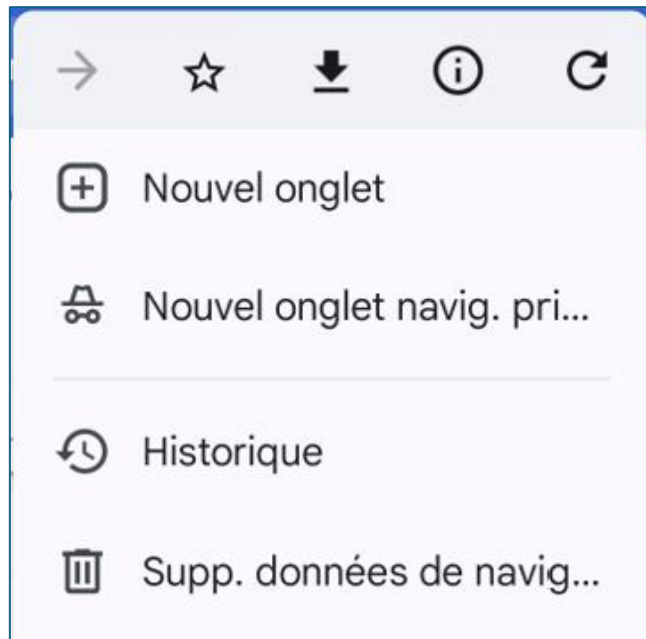 Nouvel onglet
Nouvel onglet navig. pri...
Historique
Supp. données de navig...